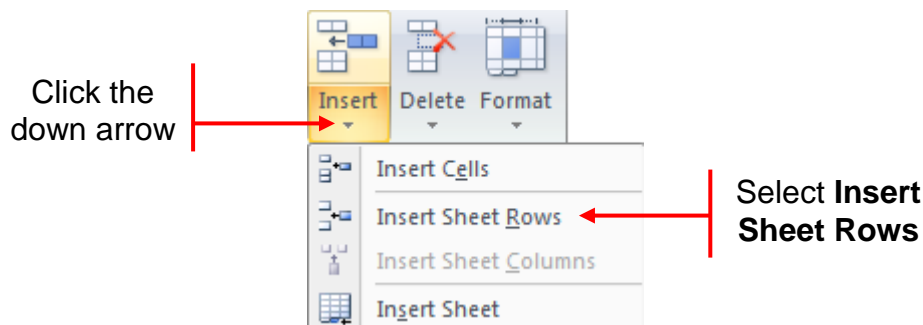 Click the
down arrow
Insert Delete Format
Insert Cells
Insert Sheet Rows
Insert Sheet Columns
Insert Sheet
Select Insert
Sheet Rows